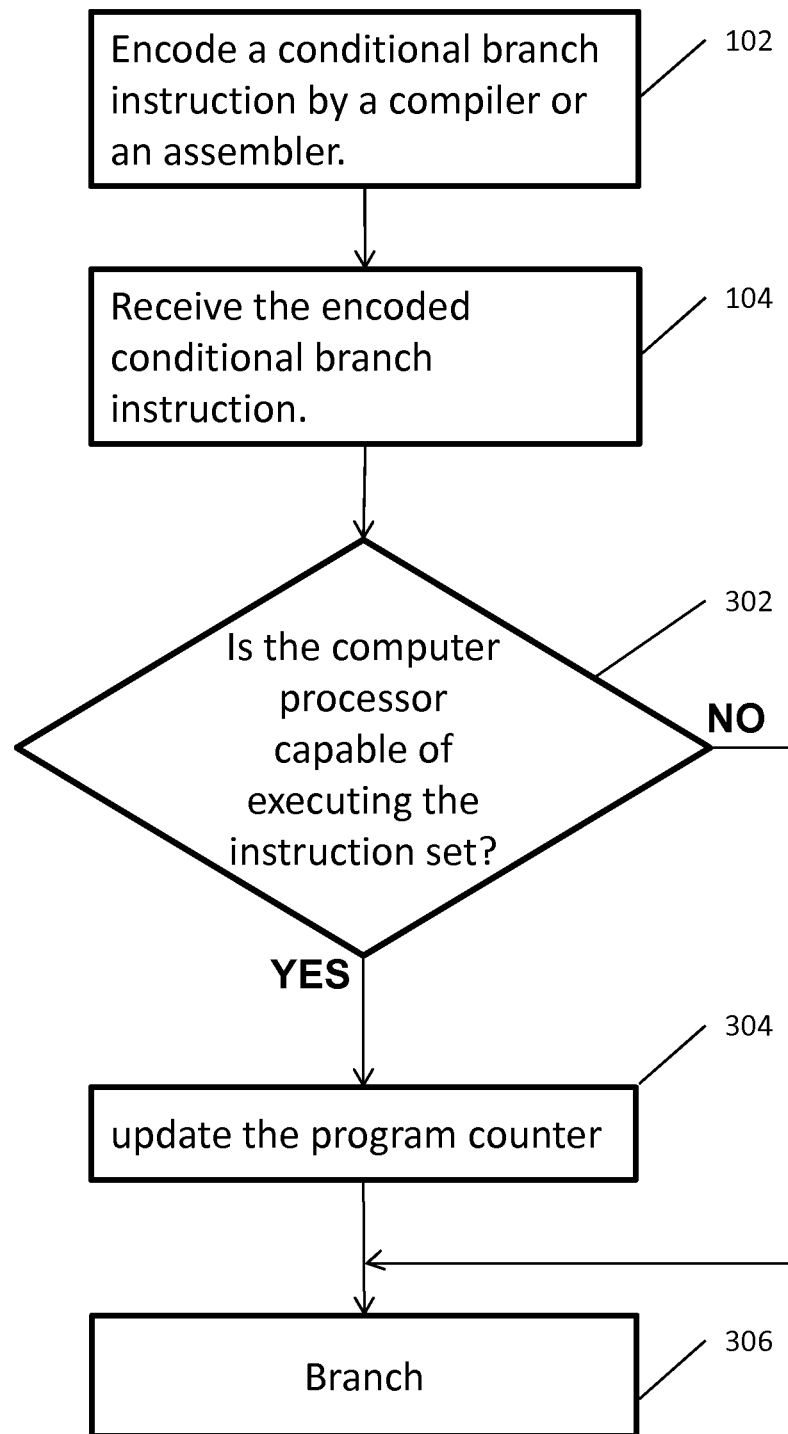 Encode a conditional branch
instruction by a compiler or
an assembler.
102
Receive the encoded
conditional branch
instruction.
104
Is the computer
processor
capable of
executing the
instruction set?
302
NO
YES
304
update the program counter
Branch
306